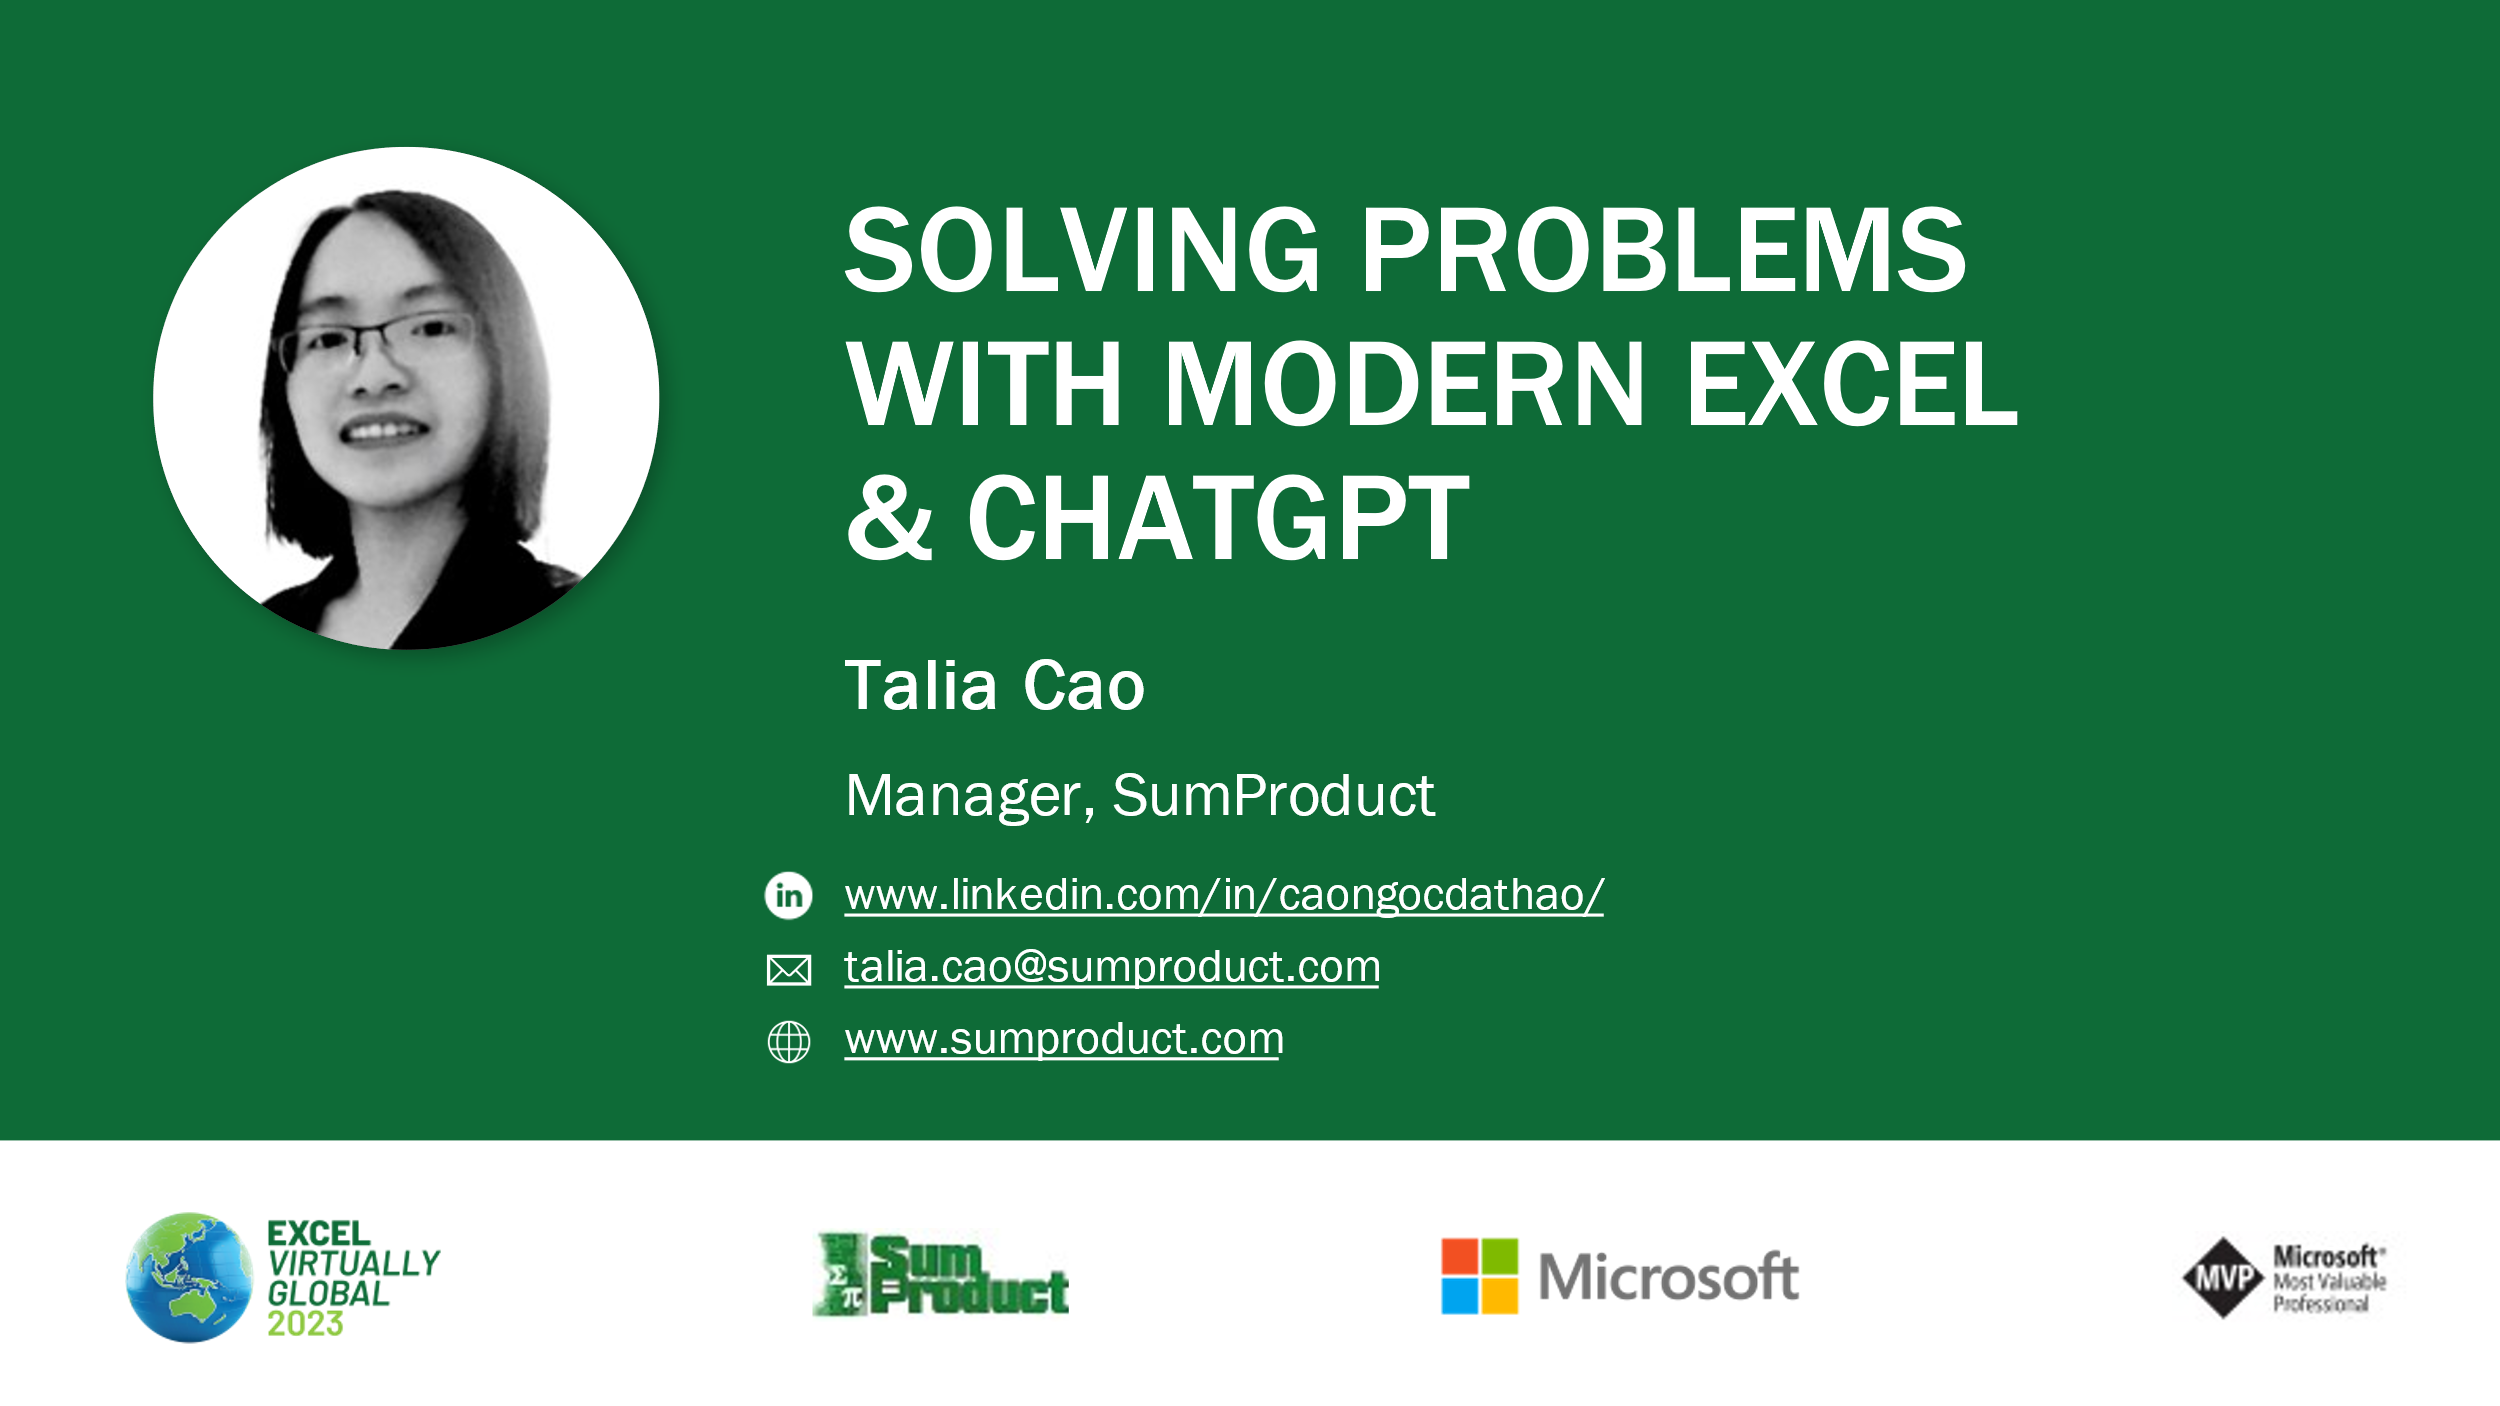 SOLVING PROBLEMS
WITH MODERN EXCEL
& CHATGPT
Talia Cao
Manager, SumProduct
in
www.linkedin.com/in/caongocdathao/
talia.cao@sumproduct.com
www.sumproduct.com
EXCEL
VIRTUALLY
GLOBAL
2023
Σ
π
Sum
Product
Microsoft
MVP
Microsoft®
Most Valuable
Professional